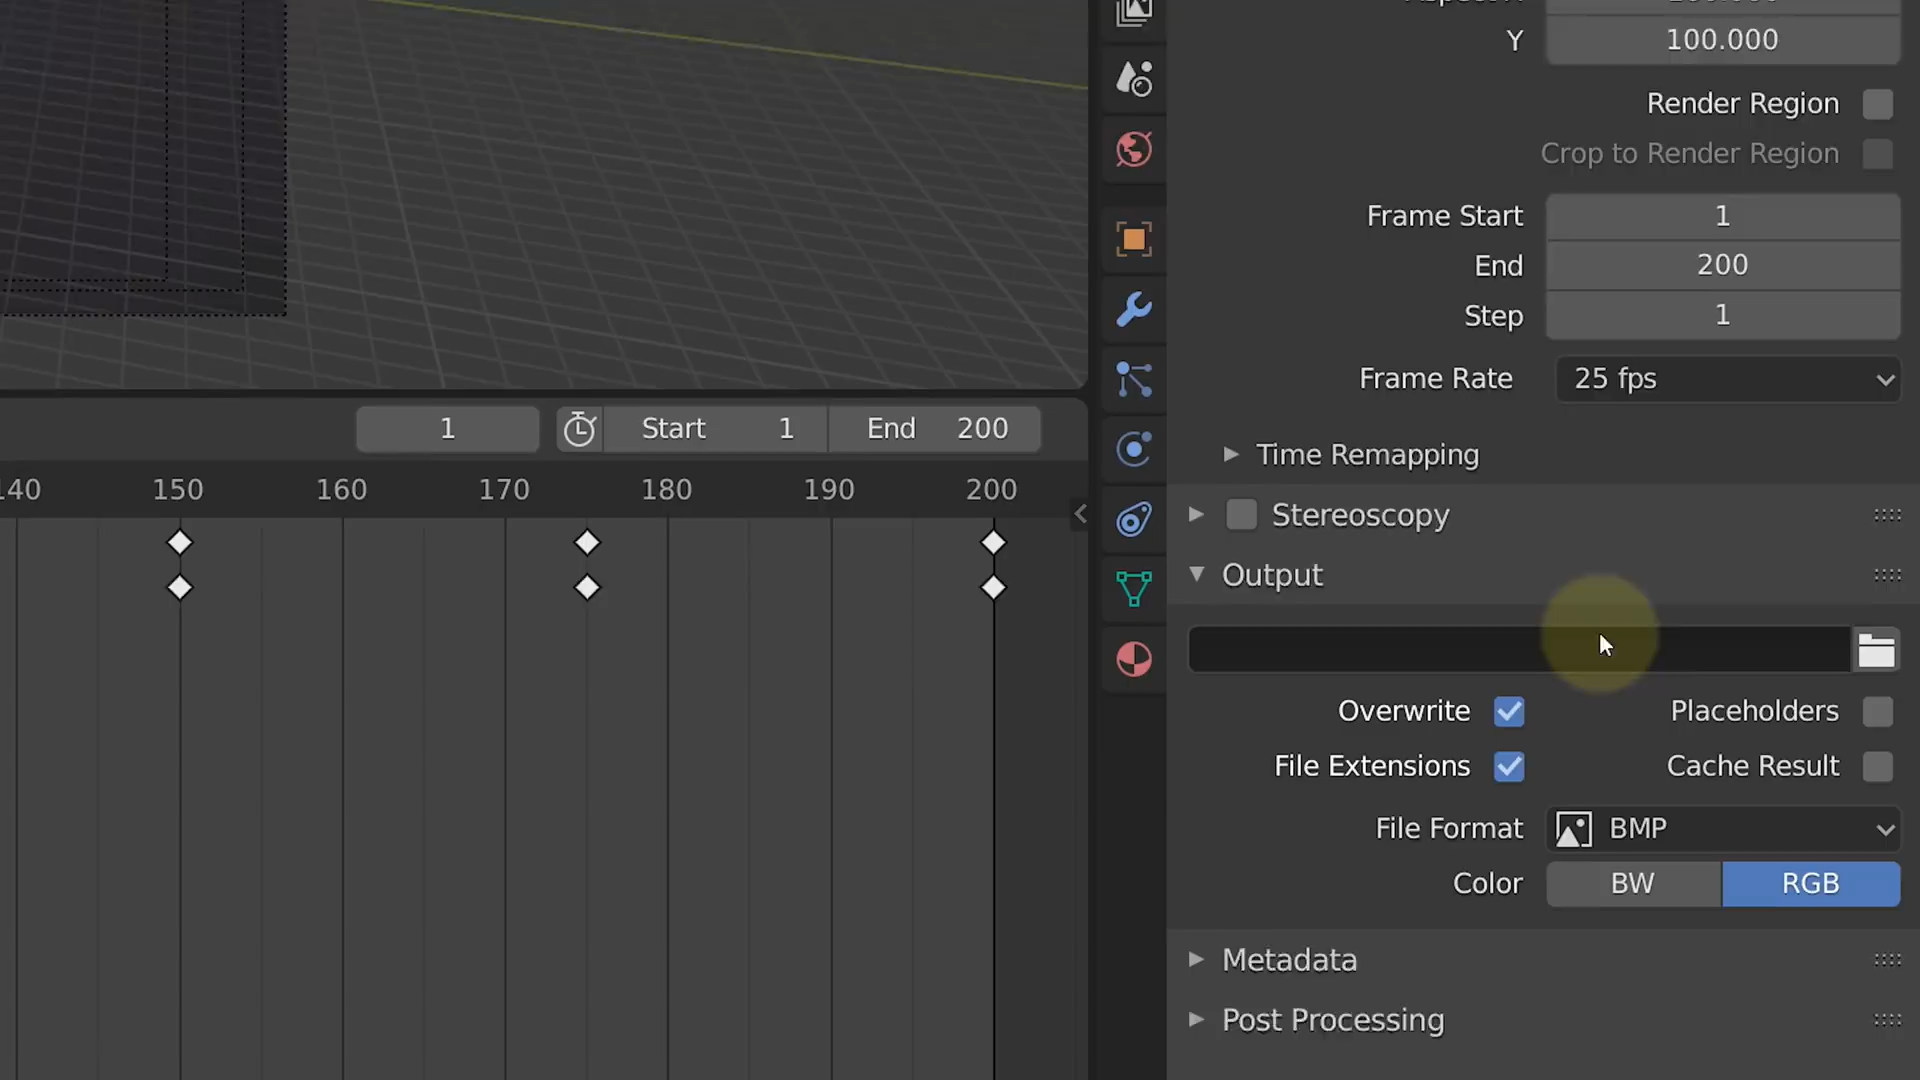 Y 100.000
Render Region
Crop to Render Region
Frame Start 1
End 200
Step 1
Frame Rate 25 fps
1 Start 1 End 200
Time Remapping
150 160 170 180 190 200
Stereoscopy
Output
Overwrite Placeholders
File Extensions Cache Result
File Format BMP
Color BW RGB
Metadata
Post Processing